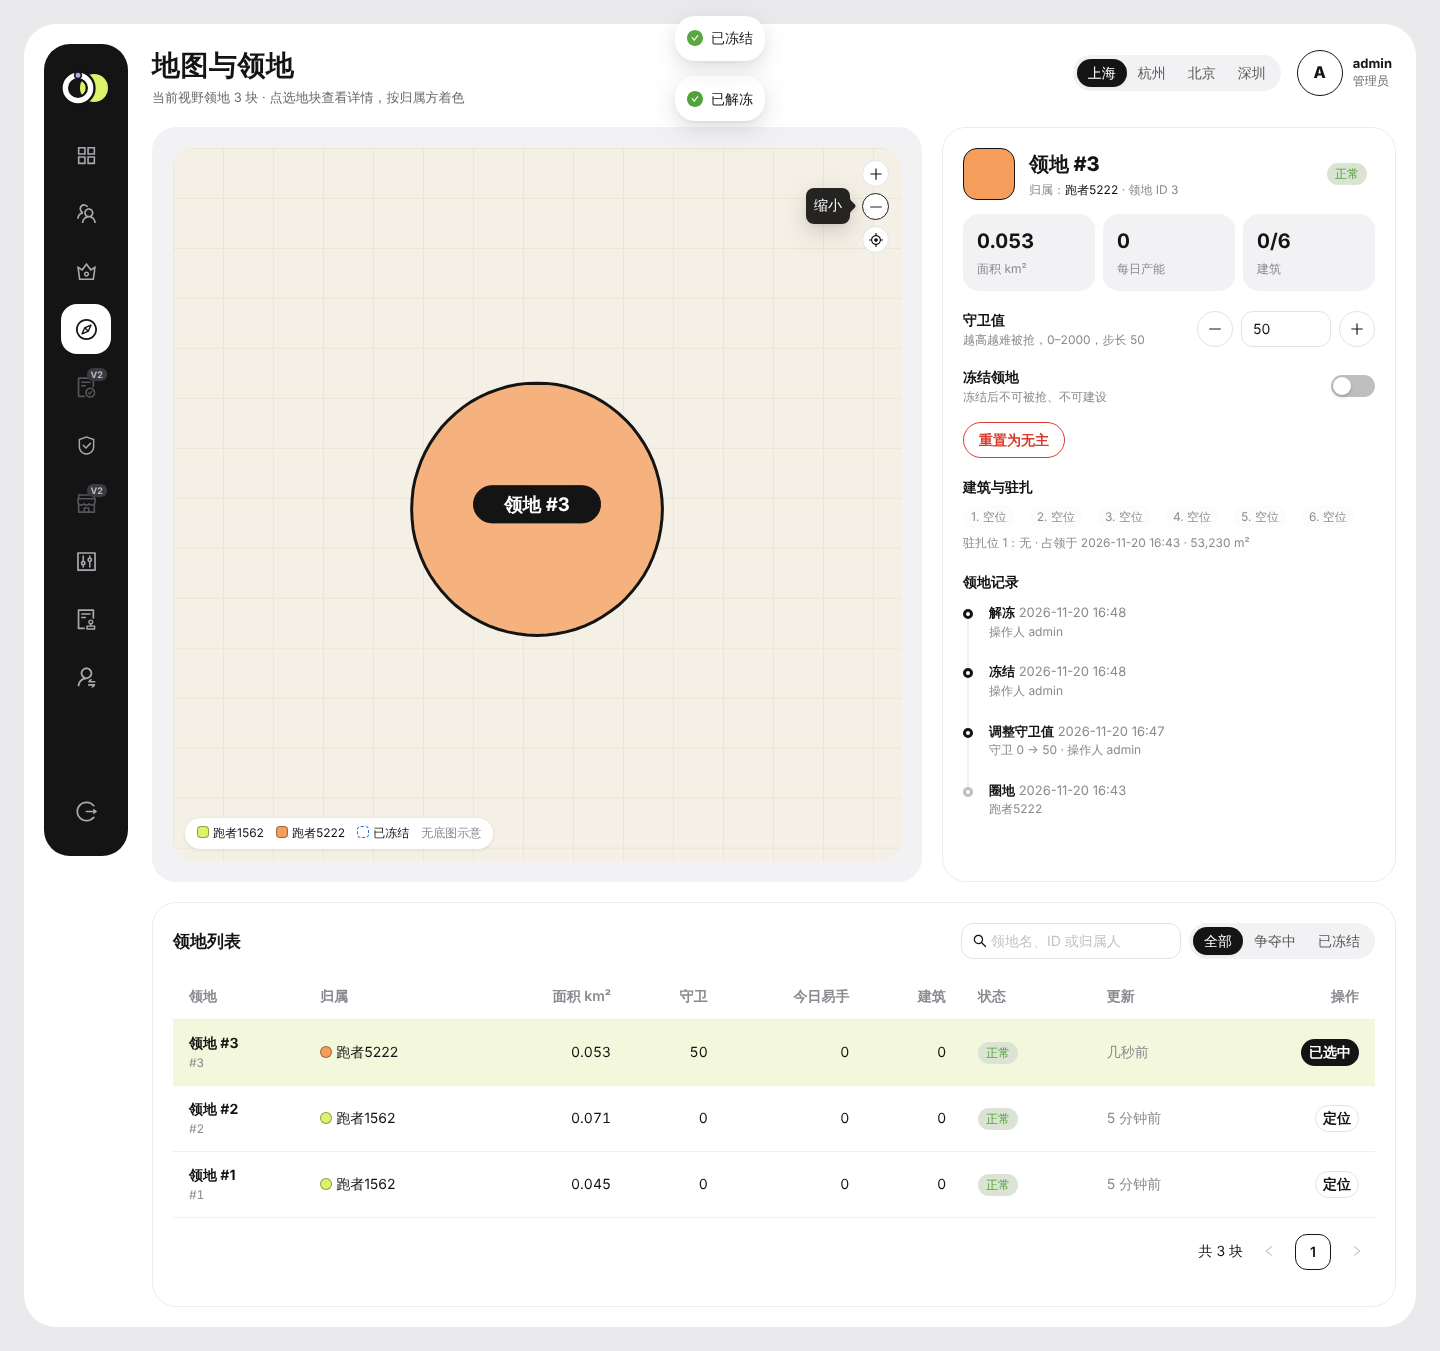 已冻结
已解冻
地图与领地
当前视野领地 3 块 · 点选地块查看详情，按归属方着色
上海 杭州 北京 深圳
A
admin
管理员
V2
V2
缩小
领地 #3
跑者1562 跑者5222 已冻结 无底图示意
领地 #3
归属：跑者5222 · 领地 ID 3
正常
0.053
面积 km²
0
每日产能
0/6
建筑
守卫值
越高越难被抢，0–2000，步长 50
50
冻结领地
冻结后不可被抢、不可建设
重置为无主
建筑与驻扎
1. 空位 2. 空位 3. 空位 4. 空位 5. 空位 6. 空位
驻扎位 1：无 · 占领于 2026-11-20 16:43 · 53,230 m²
领地记录
解冻 2026-11-20 16:48
操作人 admin
冻结 2026-11-20 16:48
操作人 admin
调整守卫值 2026-11-20 16:47
守卫 0 → 50 · 操作人 admin
圈地 2026-11-20 16:43
跑者5222
领地列表
领地名、ID 或归属人
全部 争夺中 已冻结
领地 归属 面积 km² 守卫 今日易手 建筑 状态 更新 操作
领地 #3
#3
跑者5222 0.053 50 0 0 正常 几秒前 已选中
领地 #2
#2
跑者1562 0.071 0 0 0 正常 5 分钟前 定位
领地 #1
#1
跑者1562 0.045 0 0 0 正常 5 分钟前 定位
共 3 块 1